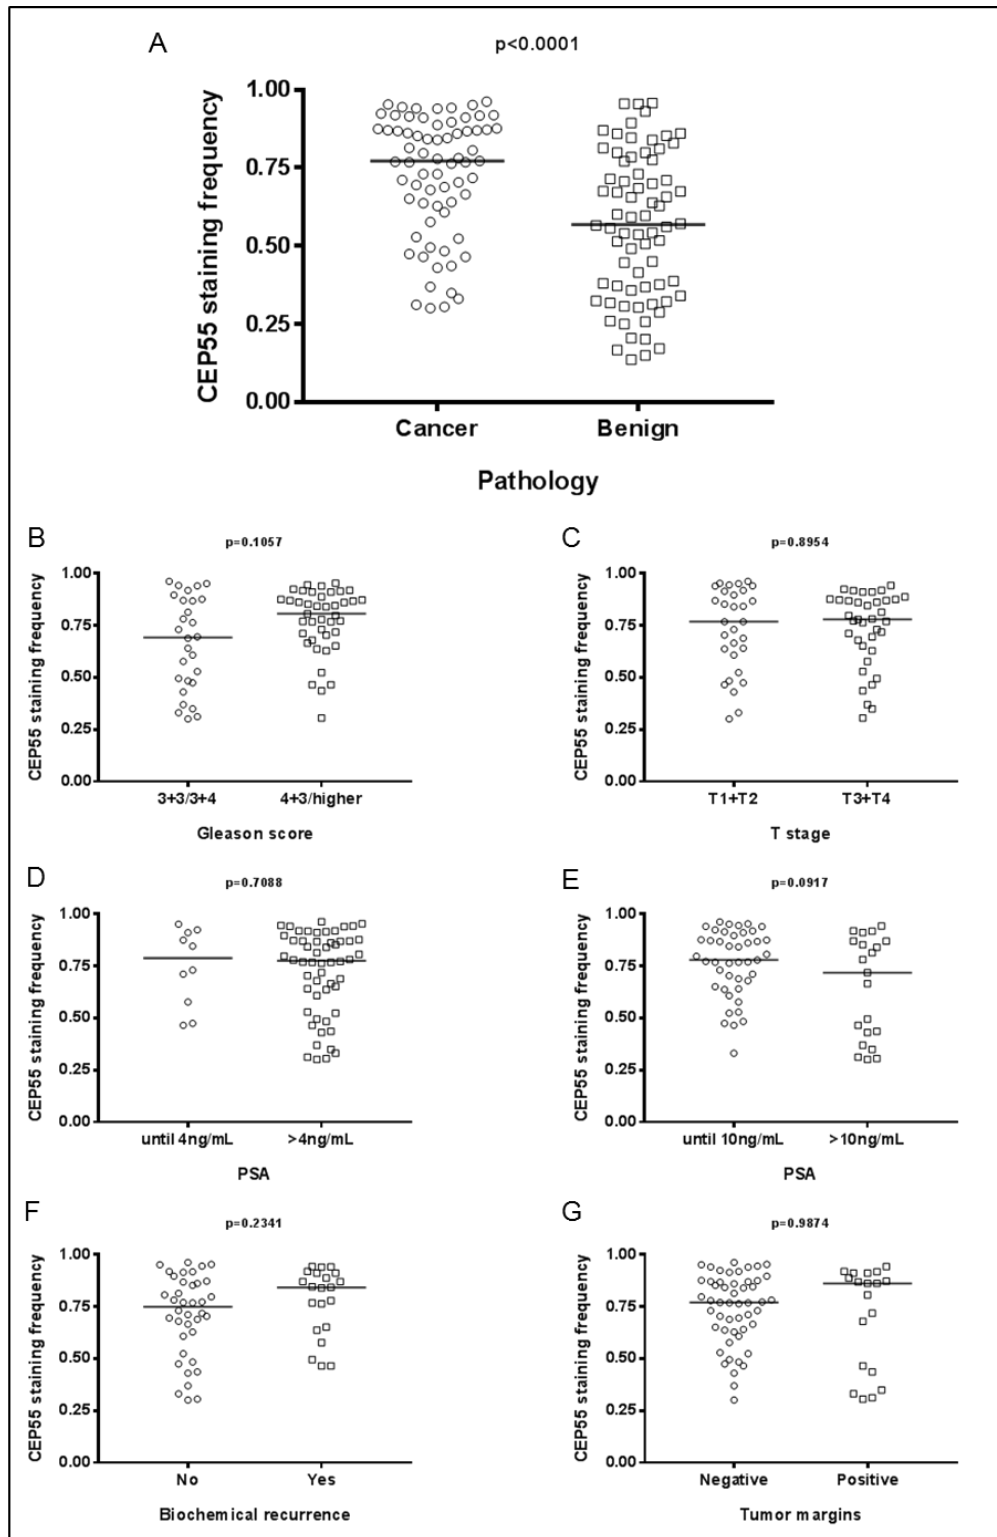 A
p<0.0001
CEP55 staining frequency
1.00
0.75
0.50
0.25
0.00
Cancer Benign
Pathology
B
p=0.1057
CEP55 staining frequency
1.00
0.75
0.50
0.25
0.00
3+3/3+4 4+3/higher
Gleason score
C
p=0.8954
CEP55 staining frequency
1.00
0.75
0.50
0.25
0.00
T1+T2 T3+T4
T stage
D
p=0.7088
CEP55 staining frequency
1.00
0.75
0.50
0.25
0.00
until 4ng/mL >4ng/mL
PSA
E
p=0.0917
CEP55 staining frequency
1.00
0.75
0.50
0.25
0.00
until 10ng/mL >10ng/mL
PSA
F
p=0.2341
CEP55 staining frequency
1.00
0.75
0.50
0.25
0.00
No Yes
Biochemical recurrence
G
p=0.9874
CEP55 staining frequency
1.00
0.75
0.50
0.25
0.00
Negative Positive
Tumor margins